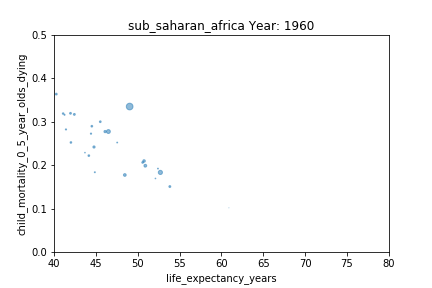 sub_saharan_africa Year: 1960
child_mortality_0_5_year_olds_dying
0.5
0.4
0.3
0.2
0.1
0.0
40 45 50 55 60 65 70 75 80
life_expectancy_years